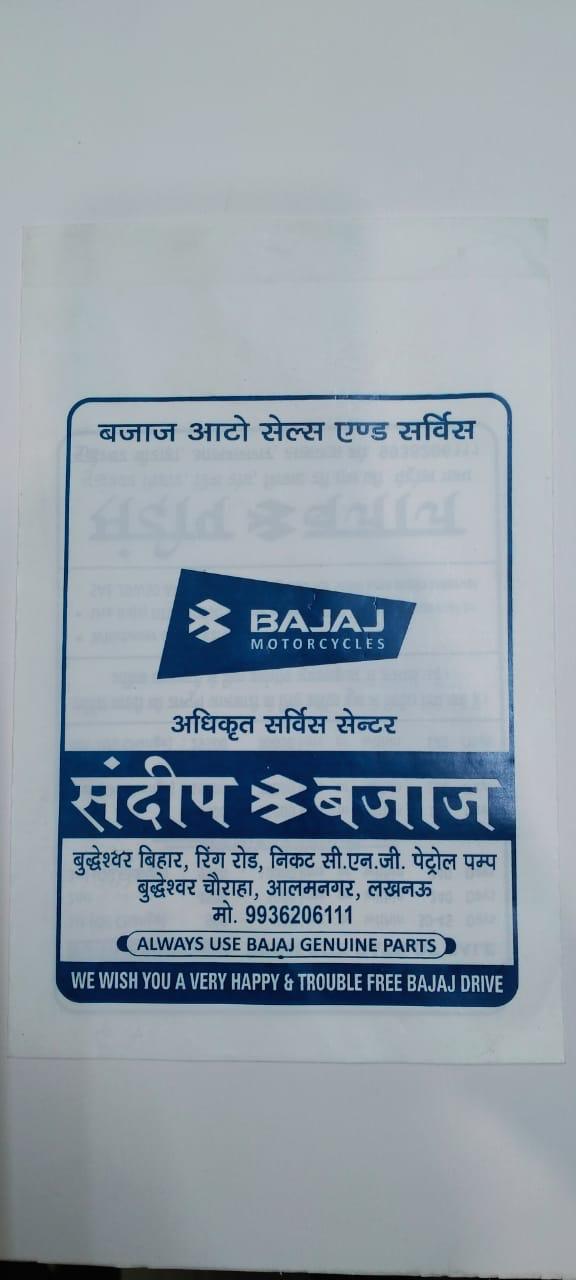 बजाज आटो सेल्स एण्ड सर्विस
BAJAJ
MOTORCYCLES
अधिकृत सर्विस सेन्टर
संदीप बजाज
बुद्धेश्वर बिहार, रिंग रोड, निकट सी.एन.जी. पेट्रोल पम्प
बुद्धेश्वर चौराहा, आलमनगर, लखनऊ
मो. 9936206111
ALWAYS USE BAJAJ GENUINE PARTS
WE WISH YOU A VERY HAPPY & TROUBLE FREE BAJAJ DRIVE